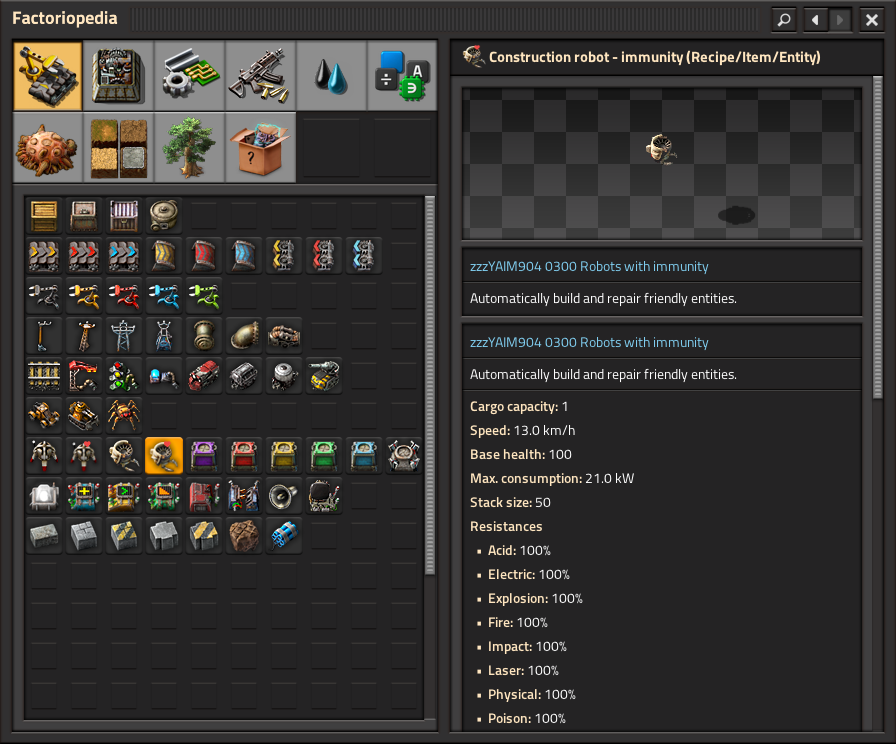 Factoriopedia
Construction robot - immunity (Recipe/Item/Entity)
zzzYAIM904 0300 Robots with immunity
Automatically build and repair friendly entities.
zzzYAIM904 0300 Robots with immunity
Automatically build and repair friendly entities.
Cargo capacity: 1
Speed: 13.0 km/h
Base health: 100
Max. consumption: 21.0 kW
Stack size: 50
Resistances
▪ Acid: 100%
▪ Electric: 100%
▪ Explosion: 100%
▪ Fire: 100%
▪ Impact: 100%
▪ Laser: 100%
▪ Physical: 100%
▪ Poison: 100%